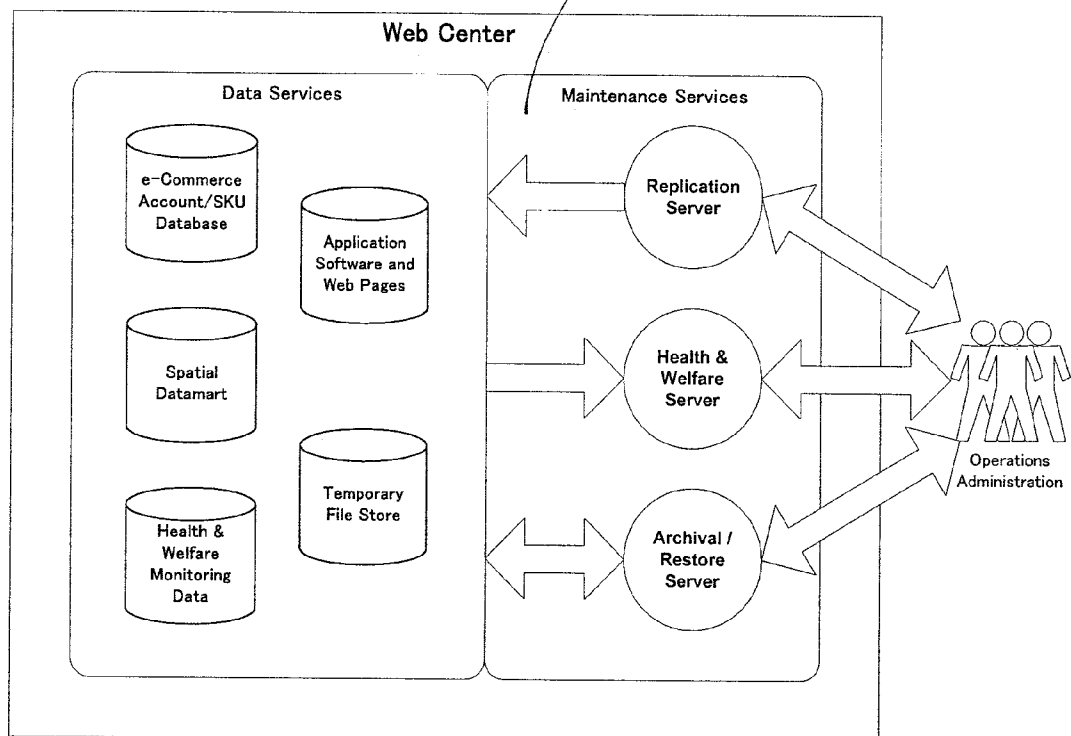 Web Center
Data Services
e-Commerce
Account/SKU
Database
Application
Software and
Web Pages
Spatial
Datamart
Temporary
File Store
Health &
Welfare
Monitoring
Data
Maintenance Services
Replication
Server
Health &
Welfare
Server
Archival /
Restore
Server
Operations
Administration